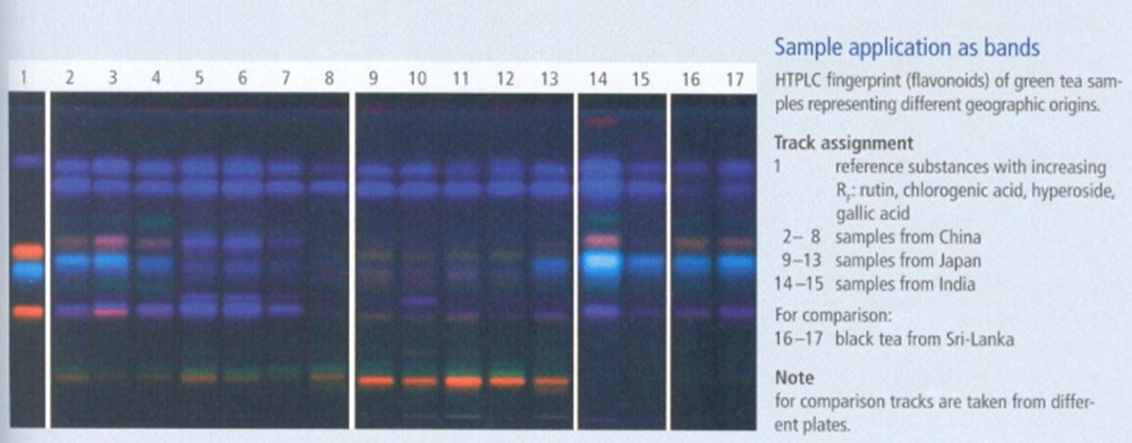 1 2 3 4 5 6 7 8 9 10 11 12 13 14 15 16 17
Sample application as bands
HTPLC fingerprint (flavonoids) of green tea sam-
ples representing different geographic origins.
Track assignment
1 reference substances with increasing
RF: rutin, chlorogenic acid, hyperoside,
gallic acid
2– 8 samples from China
9–13 samples from Japan
14–15 samples from India
For comparison:
16–17 black tea from Sri-Lanka
Note
for comparison tracks are taken from differ-
ent plates.